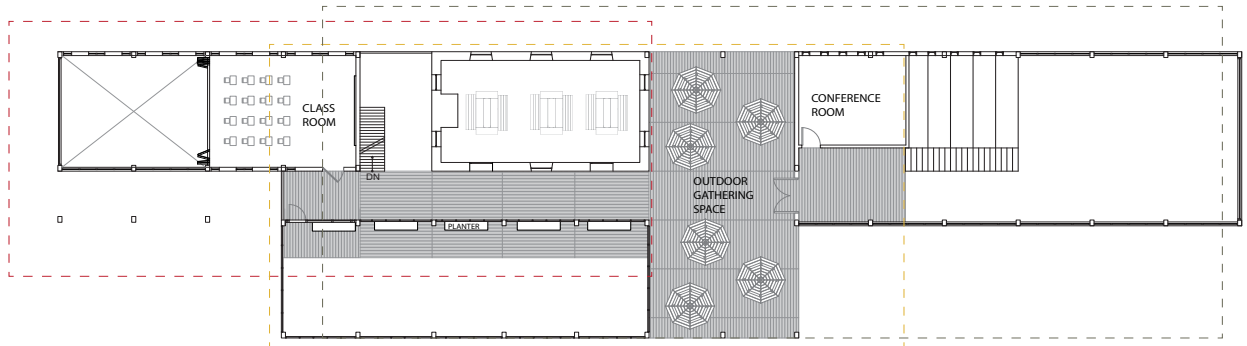 CLASS
ROOM
CONFERENCE
ROOM
DN
OUTDOOR
GATHERING
SPACE
PLANTER